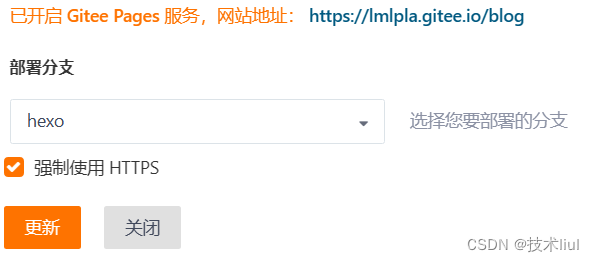 已开启 Gitee Pages 服务，网站地址： https://lmlpla.gitee.io/blog
部署分支
hexo 选择您要部署的分支
强制使用 HTTPS
更新 关闭
CSDN @技术liul